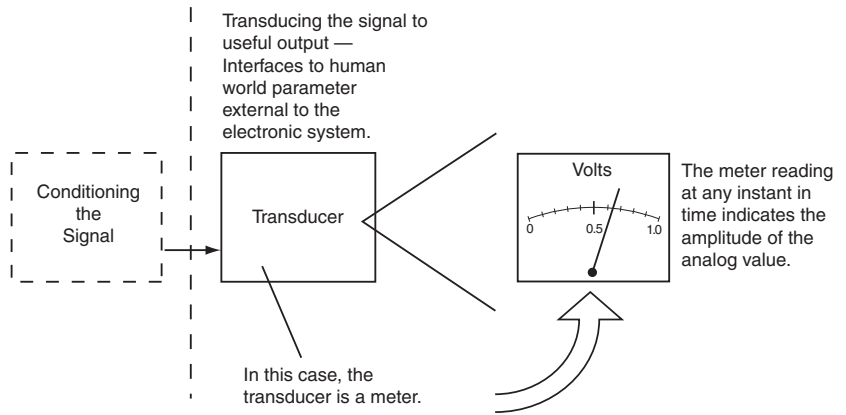 Transducing the signal to
useful output —
Interfaces to human
world parameter
external to the
electronic system.
Conditioning
the
Signal
Transducer
Volts
0
0.5
1.0
The meter reading
at any instant in
time indicates the
amplitude of the
analog value.
In this case, the
transducer is a meter.